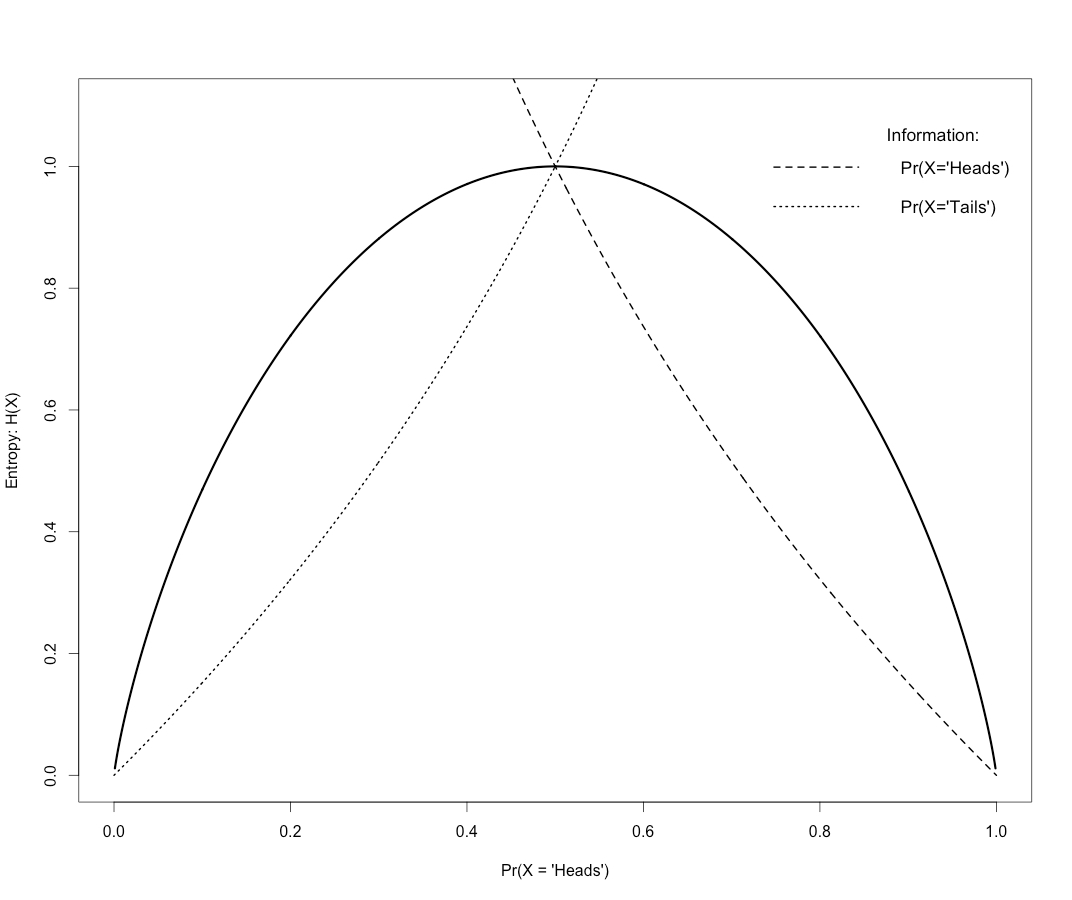 Information:
Pr(X='Heads')
Pr(X='Tails')
1.0
0.8
0.6
0.4
0.2
0.0
Entropy: H(X)
0.0 0.2 0.4 0.6 0.8 1.0
Pr(X = 'Heads')